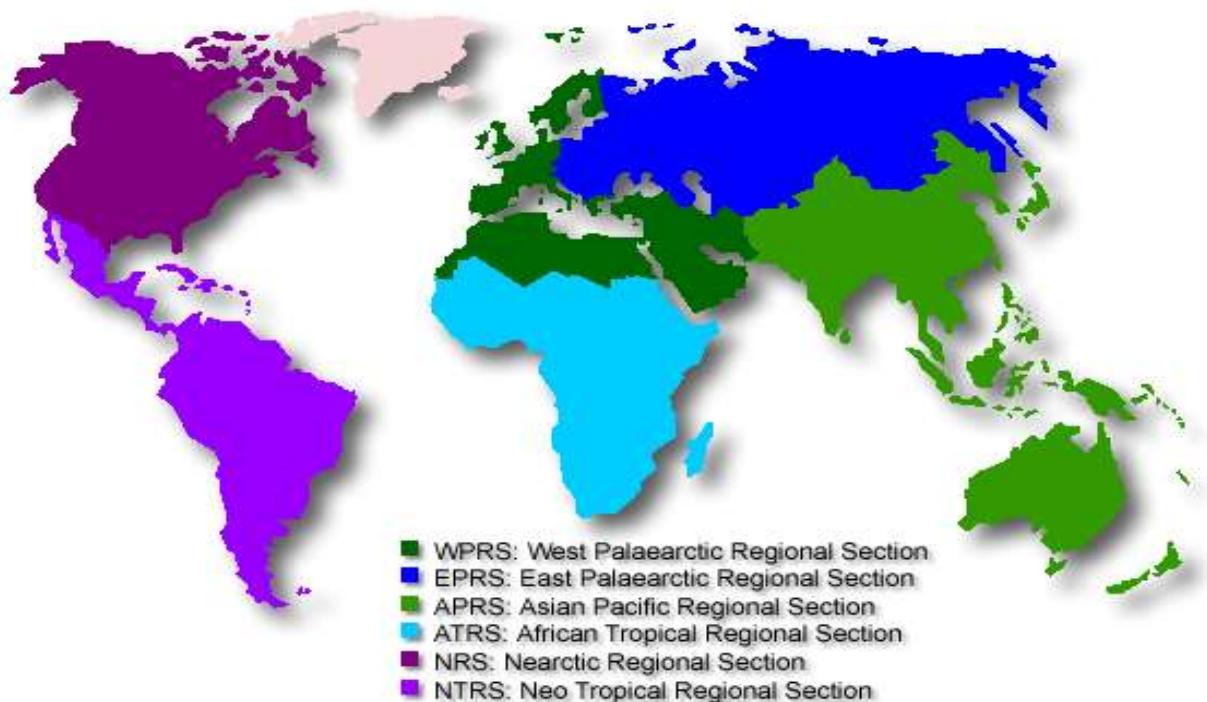 WPRS: West Palaearctic Regional Section
EPRS: East Palaearctic Regional Section
APRS: Asian Pacific Regional Section
ATRS: African Tropical Regional Section
NRS: Nearctic Regional Section
NTRS: Neo Tropical Regional Section